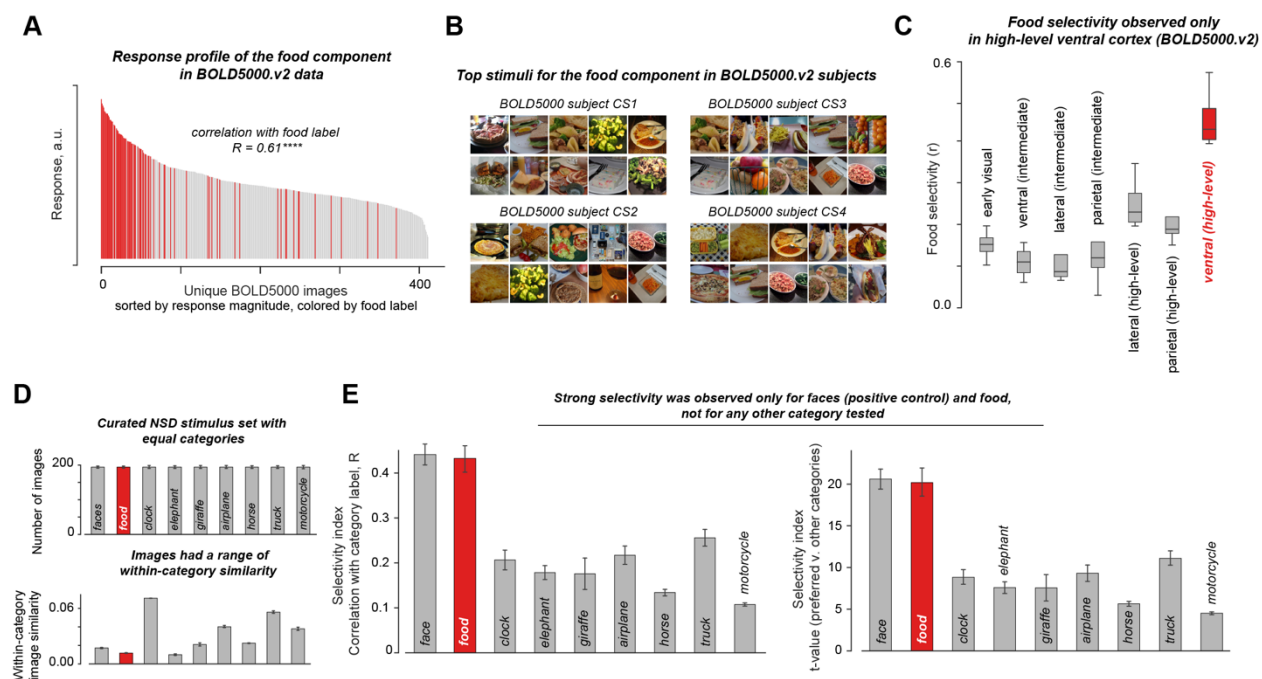 A
Response profile of the food component
in BOLD5000.v2 data
correlation with food label
R = 0.61****
Response, a.u.
0
400
Unique BOLD5000 images
sorted by response magnitude, colored by food label
B
Top stimuli for the food component in BOLD5000.v2 subjects
BOLD5000 subject CS1
BOLD5000 subject CS3
BOLD5000 subject CS2
BOLD5000 subject CS4
C
Food selectivity observed only
in high-level ventral cortex (BOLD5000.v2)
0.6
0.0
Food selectivity (r)
early visual
ventral (intermediate)
lateral (intermediate)
parietal (intermediate)
lateral (high-level)
parietal (high-level)
ventral (high-level)
D
Curated NSD stimulus set with
equal categories
Number of images
200
0
faces
food
clock
elephant
giraffe
airplane
horse
truck
motorcycle
Images had a range of
within-category similarity
Within-category
image similarity
0.06
0.00
E
Strong selectivity was observed only for faces (positive control) and food,
not for any other category tested
Selectivity index
Correlation with category label, R
0.4
0.3
0.2
0.1
0
face
food
clock
elephant
giraffe
airplane
horse
truck
motorcycle
Selectivity index
t-value (preferred v. other categories)
20
15
10
5
0
face
food
clock
elephant
giraffe
airplane
horse
truck
motorcycle